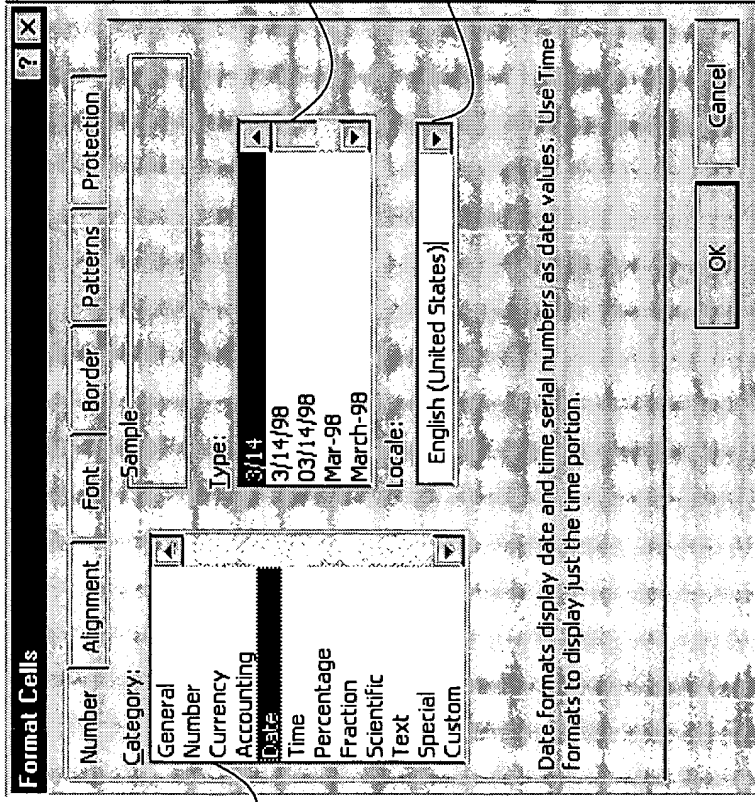 Format Cells
? X
Number Alignment Font Border Patterns Protection
Category:
General
Number
Currency
Accounting
Date
Time
Percentage
Fraction
Scientific
Text
Special
Custom
Sample
Type:
3/14
3/14/98
03/14/98
Mar-98
March-98
Locale:
English (United States)
Date formats display date and time serial numbers as date values. Use Time
formats to display just the time portion.
OK Cancel